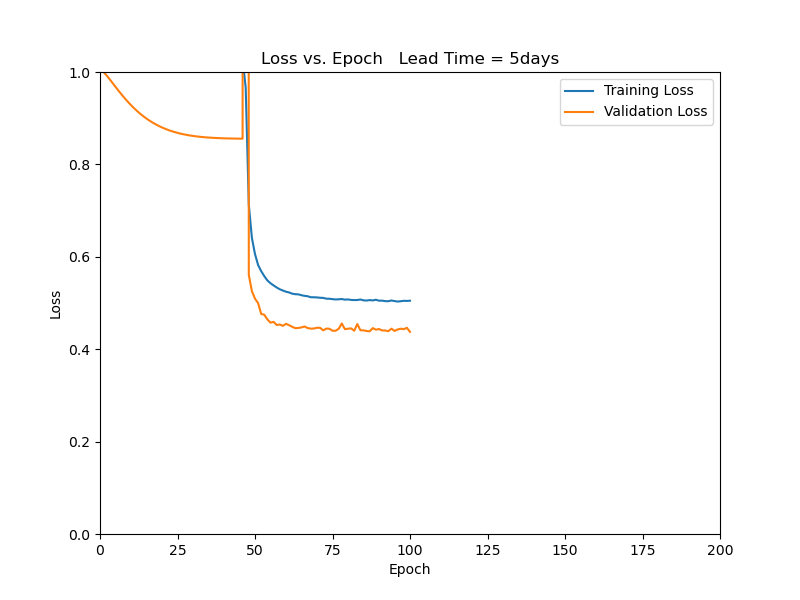 Loss vs. Epoch   Lead Time = 5days
Training Loss
Validation Loss
1.0
0.8
0.6
0.4
0.2
0.0
Loss
0 25 50 75 100 125 150 175 200
Epoch